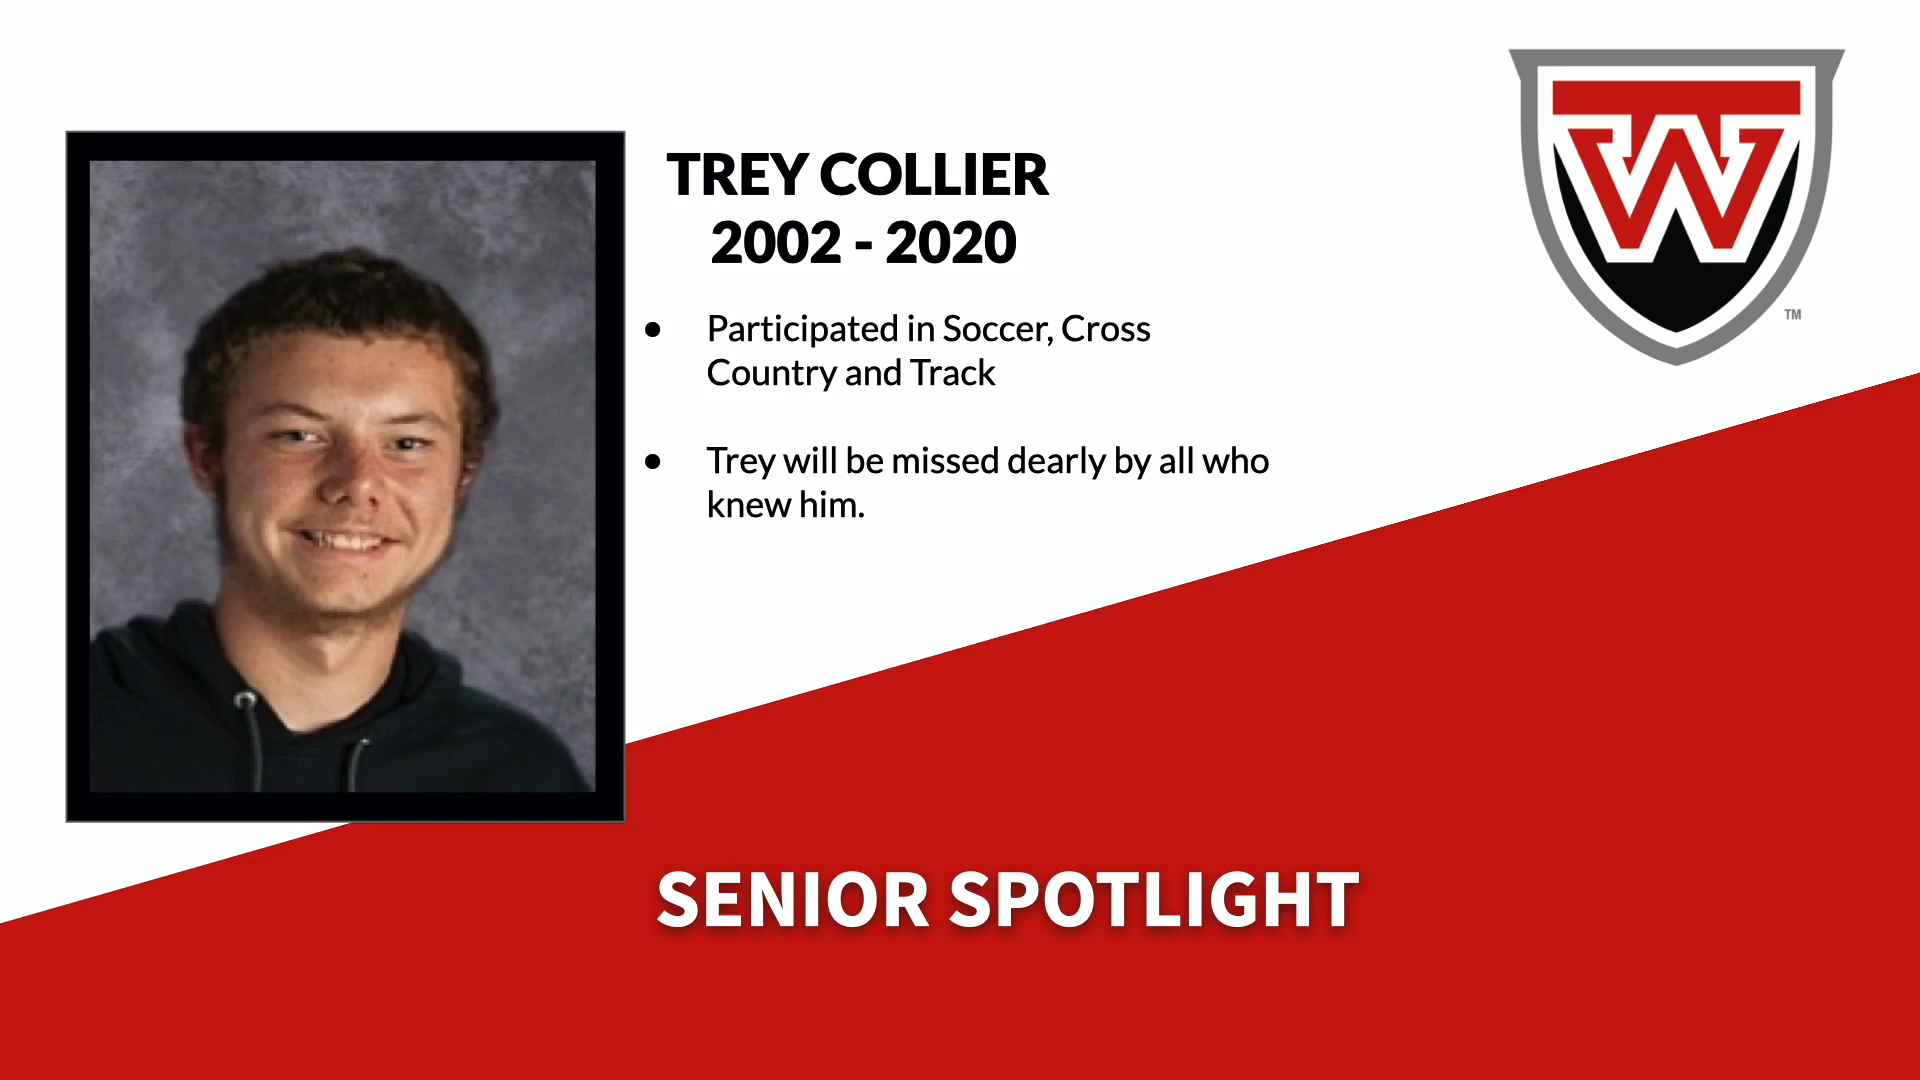 TREY COLLIER
2002 - 2020
● Participated in Soccer, Cross
Country and Track
● Trey will be missed dearly by all who
knew him.
W
TM
SENIOR SPOTLIGHT